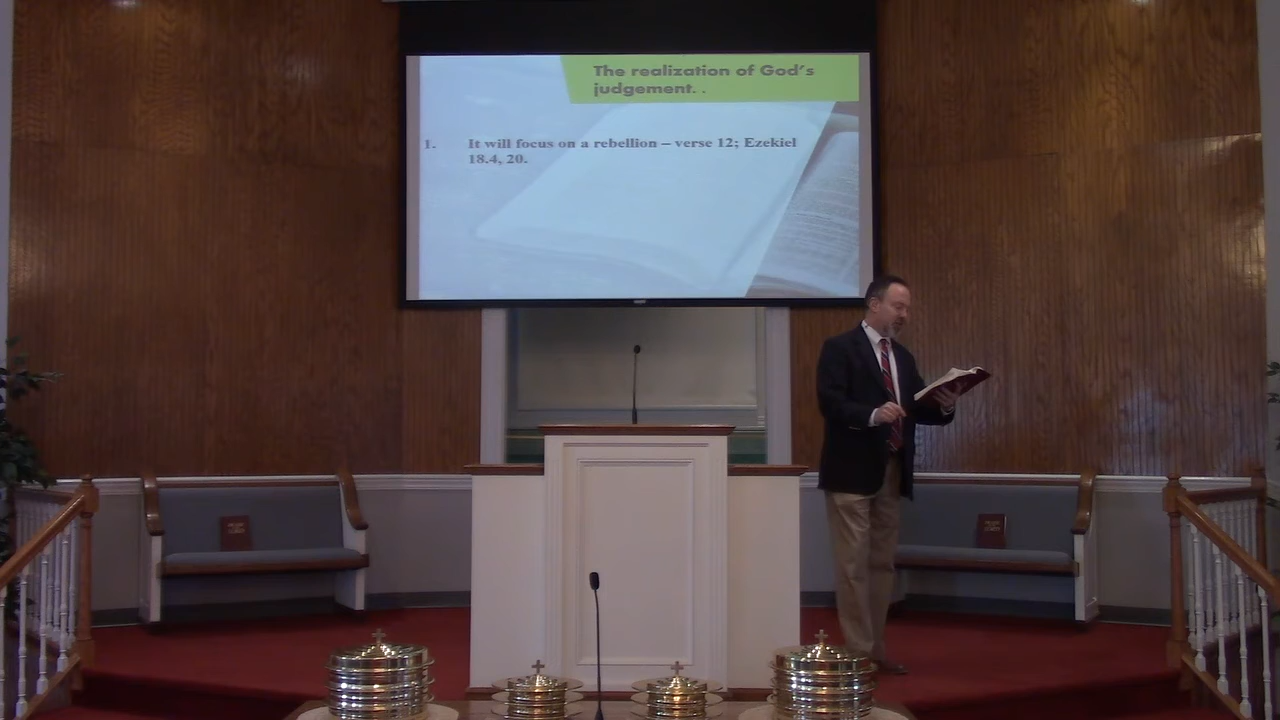 The realization of God's
judgement. .
1. It will focus on a rebellion – verse 12; Ezekiel
18.4, 20.